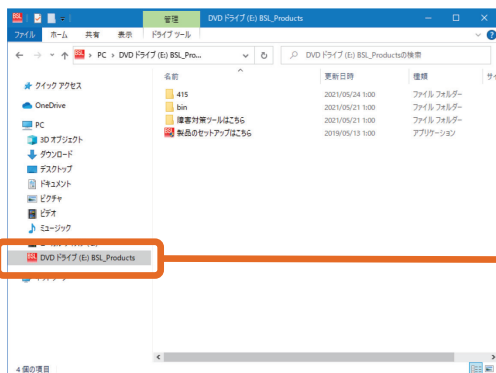 BSL
管理
DVD ドライブ (E:) BSL_Products
ファイル ホーム 共有 表示 ドライブ ツール
BSL › PC › DVD ドライブ (E:) BSL_Pro...
DVD ドライブ (E:) BSL_Productsの検索
名前 更新日時 種類 サイ
415 2021/05/24 1:00 ファイル フォルダー
bin 2021/05/21 1:00 ファイル フォルダー
障害対策ツールはこちら 2021/05/21 1:00 ファイル フォルダー
製品のセットアップはこちら 2019/05/13 1:00 アプリケーション
クイック アクセス
OneDrive
PC
3D オブジェクト
ダウンロード
デスクトップ
ドキュメント
ピクチャ
ビデオ
ミュージック
BSL DVD ドライブ (E:) BSL_Products
4 個の項目